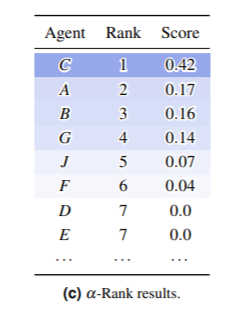 Agent Rank Score
C 1 0.42
A 2 0.17
B 3 0.16
G 4 0.14
J 5 0.07
F 6 0.04
D 7 0.0
E 7 0.0
... ... ...
(c) α-Rank results.